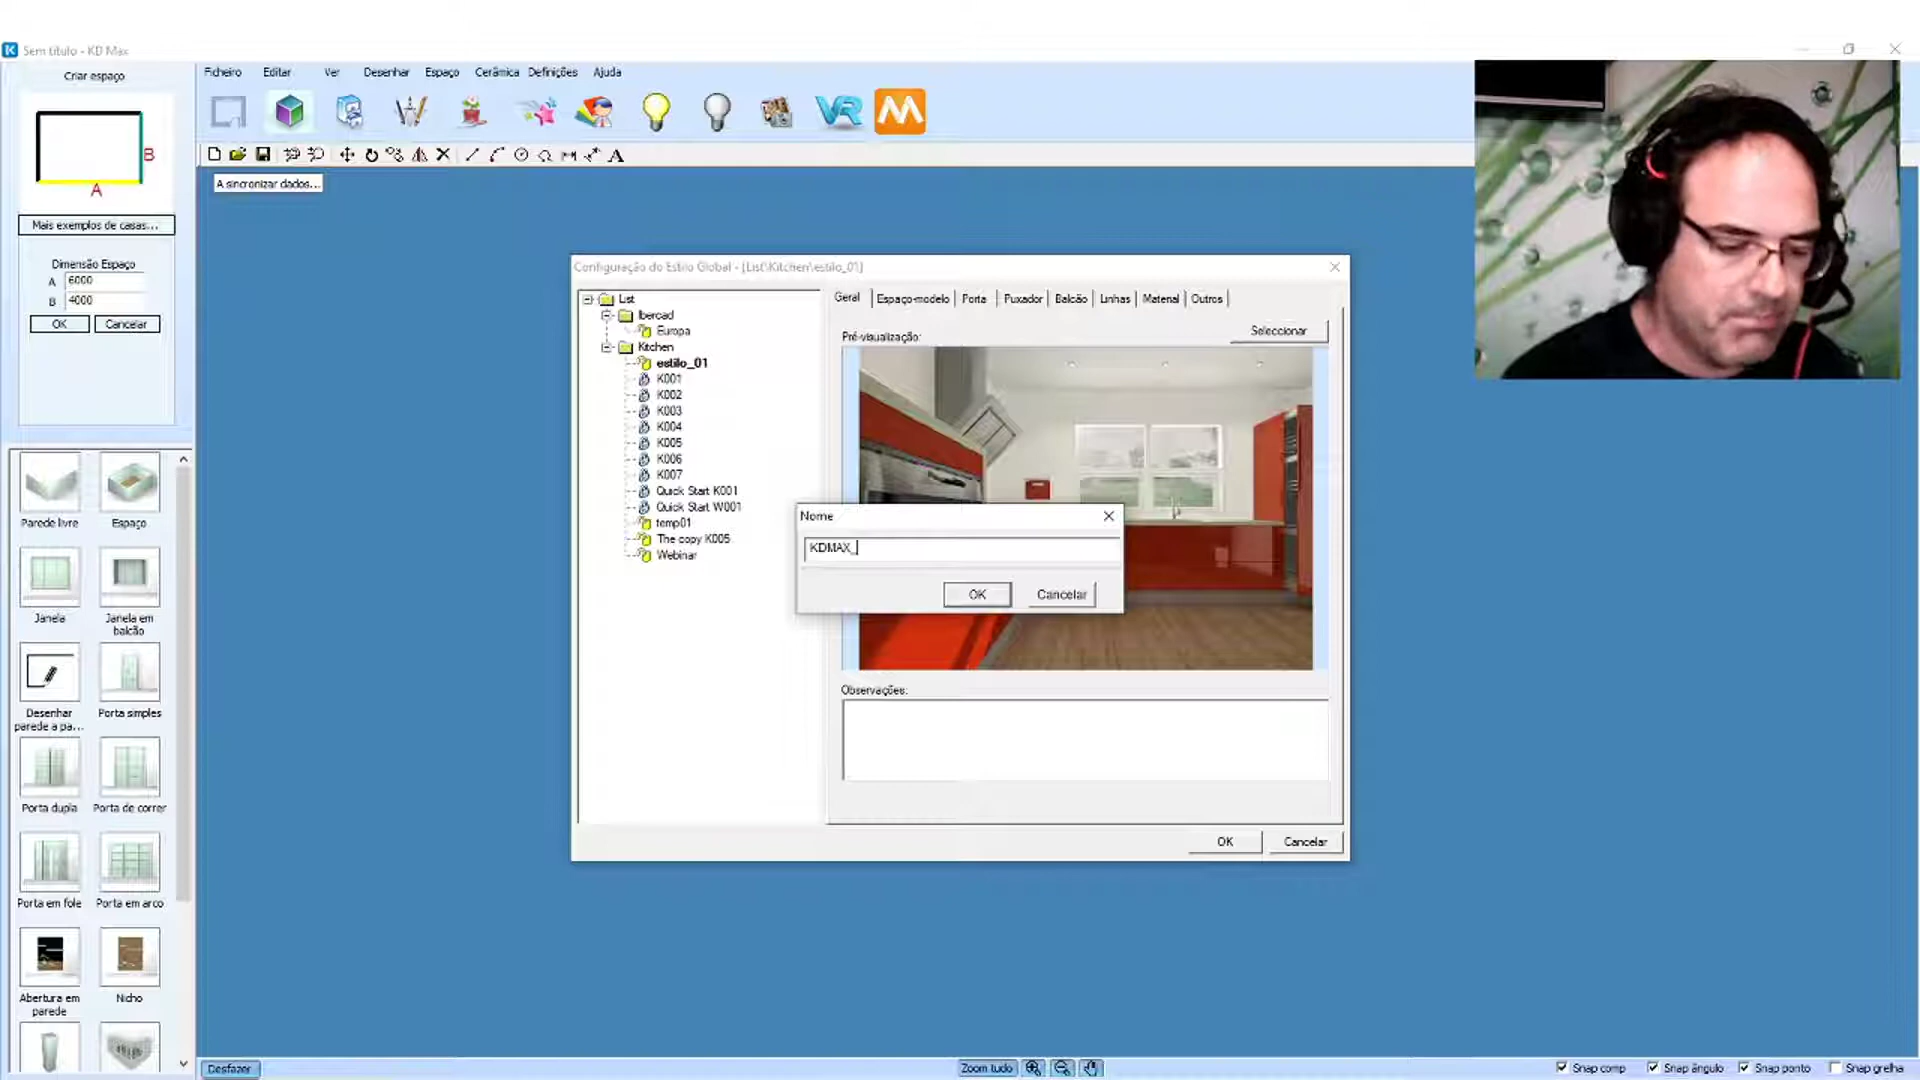 Sem título - KD Max
Criar espaço
Ficheiro Editar Ver Desenhar Espaço Cerâmica Definições Ajuda
VR
A sincronizar dados...
B
A
Mais exemplos de casas...
Dimensão Espaço
A 6000
B 4000
OK Cancelar
Parede livre Espaço
Janela Janela em balcão
Desenhar parede a pa... Porta simples
Porta dupla Porta de correr
Porta em fole Porta em arco
Abertura em parede Nicho
Configuração do Estilo Global - [List\Kitchen\estilo_01]
List
Ibercad
Europa
Kitchen
estilo_01
K001
K002
K003
K004
K005
K006
K007
Quick Start K001
Quick Start W001
temp01
The copy K005
Webinar
Geral Espaço-modelo Porta Puxador Balcão Linhas Material Outros
Pré-visualização:
Seleccionar
Nome
KDMAX_
OK Cancelar
Observações:
OK Cancelar
Desfazer
Zoom tudo
Snap comp Snap ângulo Snap ponto Snap grelha